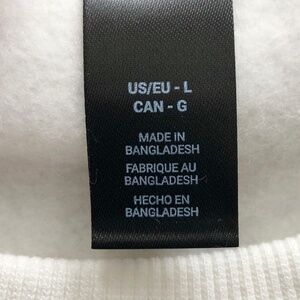 US/EU - L
CAN - G
MADE IN
BANGLADESH
FABRIQUE AU
BANGLADESH
HECHO EN
BANGLADESH